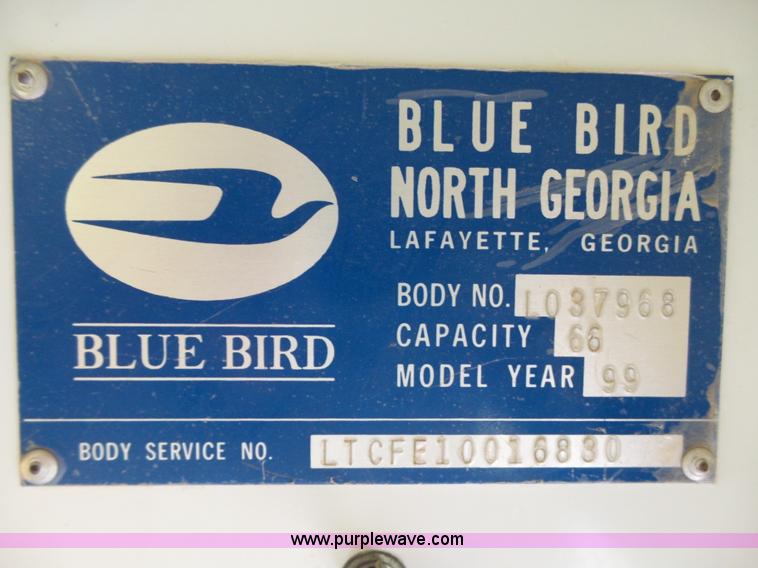 BLUE BIRD
NORTH GEORGIA
LAFAYETTE, GEORGIA
BODY NO. L037968
CAPACITY 66
MODEL YEAR 99
BLUE BIRD
BODY SERVICE NO. LTCFE10016830
www.purplewave.com